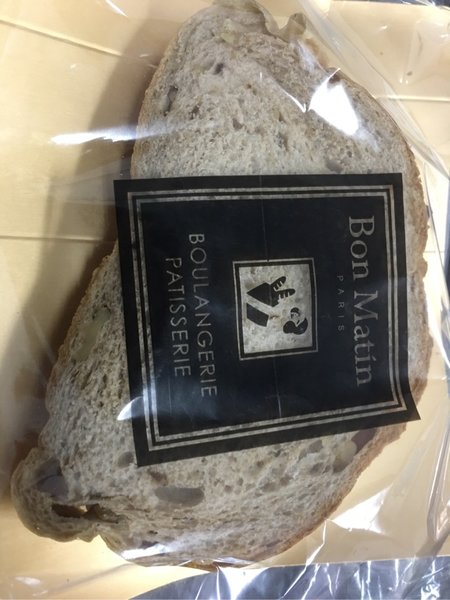 Bon Matin
PARIS
BOULANGERIE
PATISSERIE